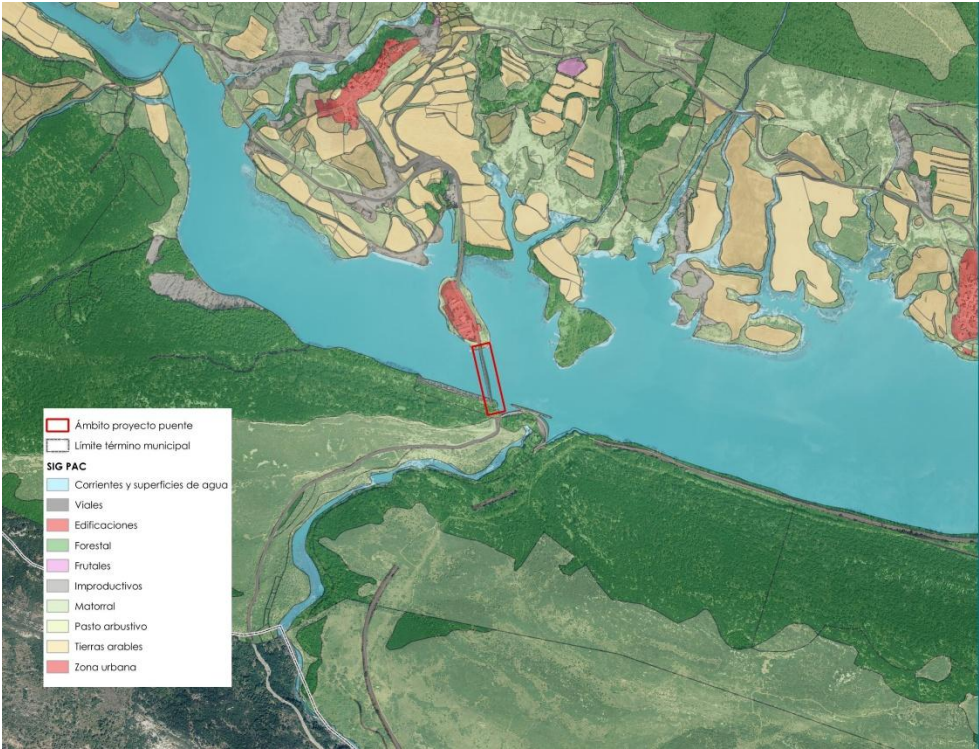 Ámbito proyecto puente
Límite término municipal
SIG PAC
Corrientes y superficies de agua
Viales
Edificaciones
Forestal
Frutales
Improductivos
Matorral
Pasto arbustivo
Tierras arables
Zona urbana